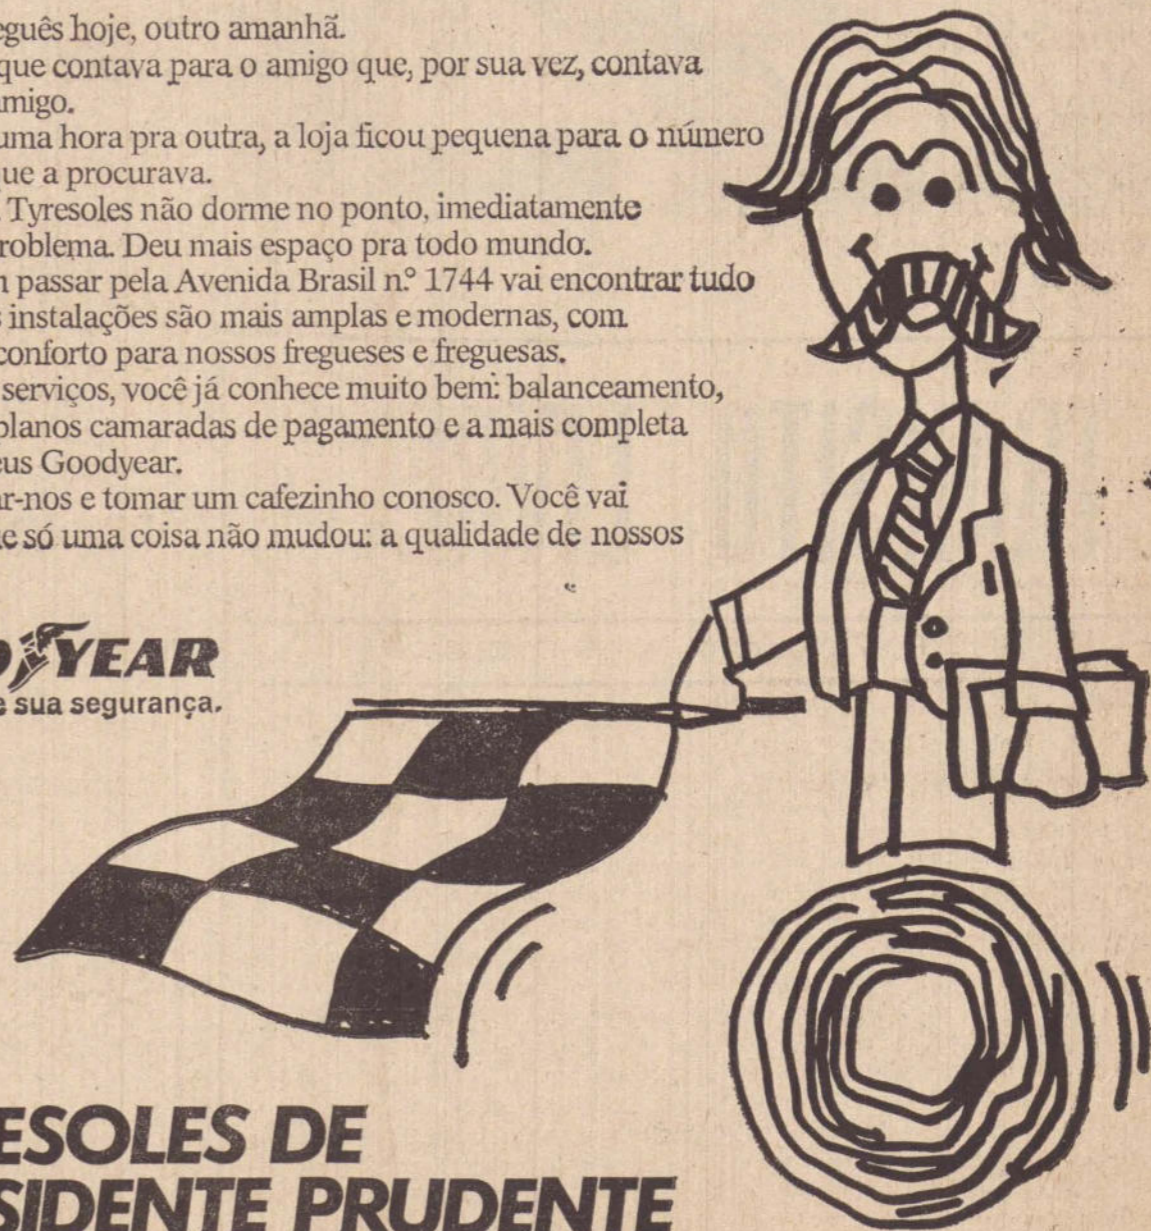 eguês hoje, outro amanhã.
que contava para o amigo que, por sua vez, contava
amigo.
uma hora pra outra, a loja ficou pequena para o número
ue a procurava.
Tyresoles não dorme no ponto, imediatamente
roblema. Deu mais espaço pra todo mundo.
passar pela Avenida Brasil n.º 1744 vai encontrar tudo
s instalações são mais amplas e modernas, com
conforto para nossos fregueses e freguesas.
serviços, você já conhece muito bem: balanceamento,
planos camaradas de pagamento e a mais completa
eus Goodyear.
ar-nos e tomar um cafezinho conosco. Você vai
e só uma coisa não mudou: a qualidade de nossos
YEAR
e sua segurança.
ESOLES DE
SIDENTE PRUDENTE